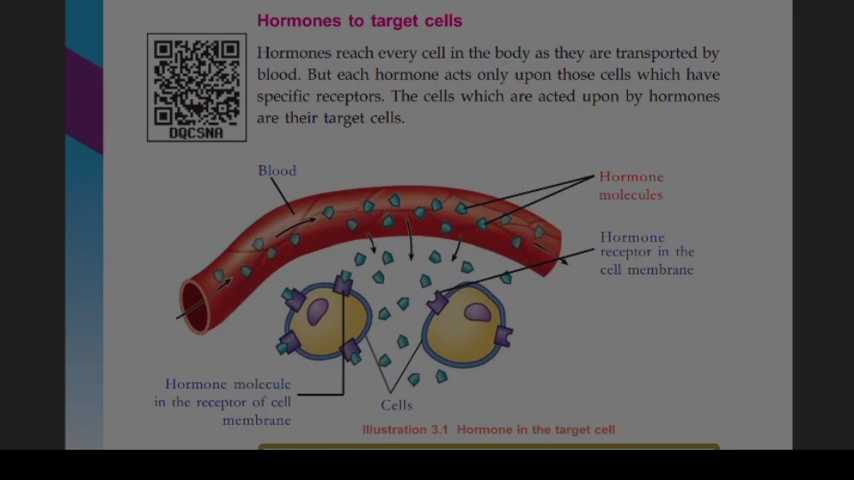 Hormones to target cells
Hormones reach every cell in the body as they are transported by
blood. But each hormone acts only upon those cells which have
specific receptors. The cells which are acted upon by hormones
are their target cells.
DQCSNA
Blood
Hormone
molecules
Hormone
receptor in the
cell membrane
Hormone molecule
in the receptor of cell
membrane
Cells
Illustration 3.1 Hormone in the target cell